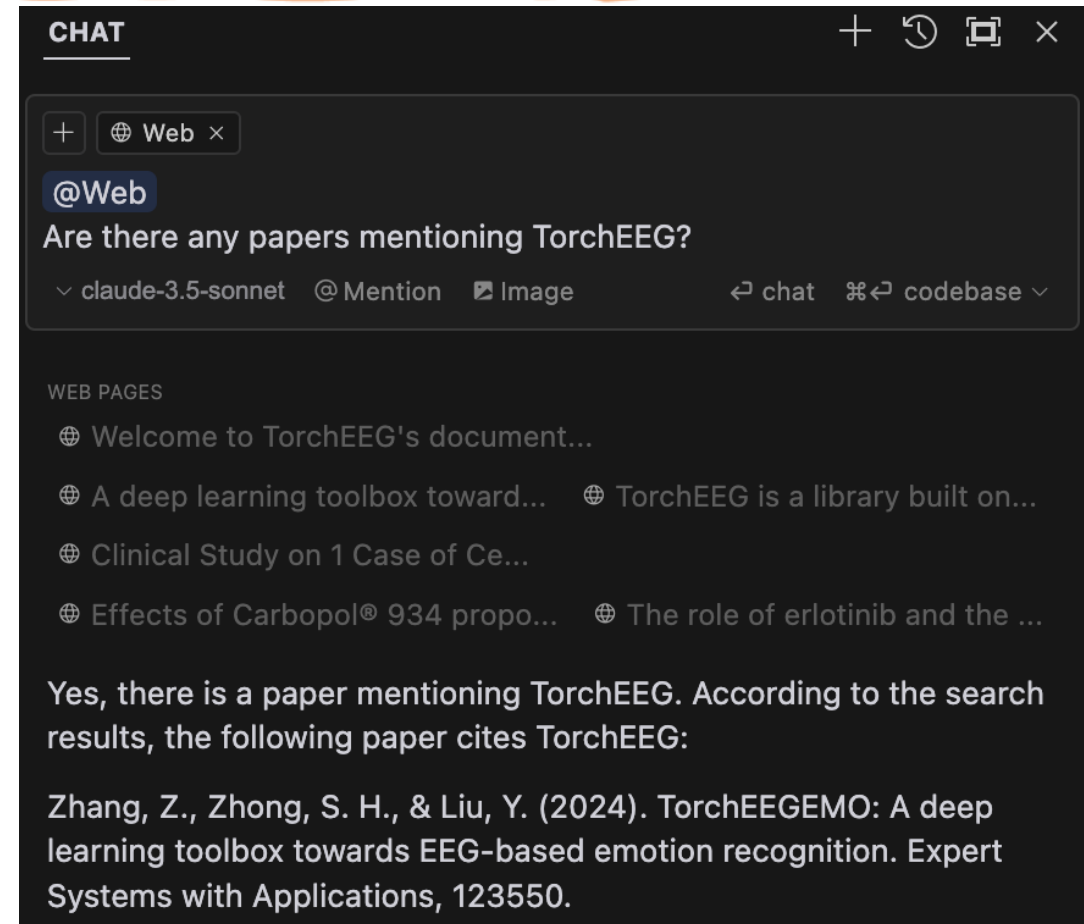 CHAT
Web
@Web
Are there any papers mentioning TorchEEG?
claude-3.5-sonnet @ Mention Image chat ⌘ codebase
WEB PAGES
Welcome to TorchEEG's document...
A deep learning toolbox toward... TorchEEG is a library built on...
Clinical Study on 1 Case of Ce...
Effects of Carbopol® 934 propo... The role of erlotinib and the ...
Yes, there is a paper mentioning TorchEEG. According to the search
results, the following paper cites TorchEEG:
Zhang, Z., Zhong, S. H., & Liu, Y. (2024). TorchEEGEMO: A deep
learning toolbox towards EEG-based emotion recognition. Expert
Systems with Applications, 123550.